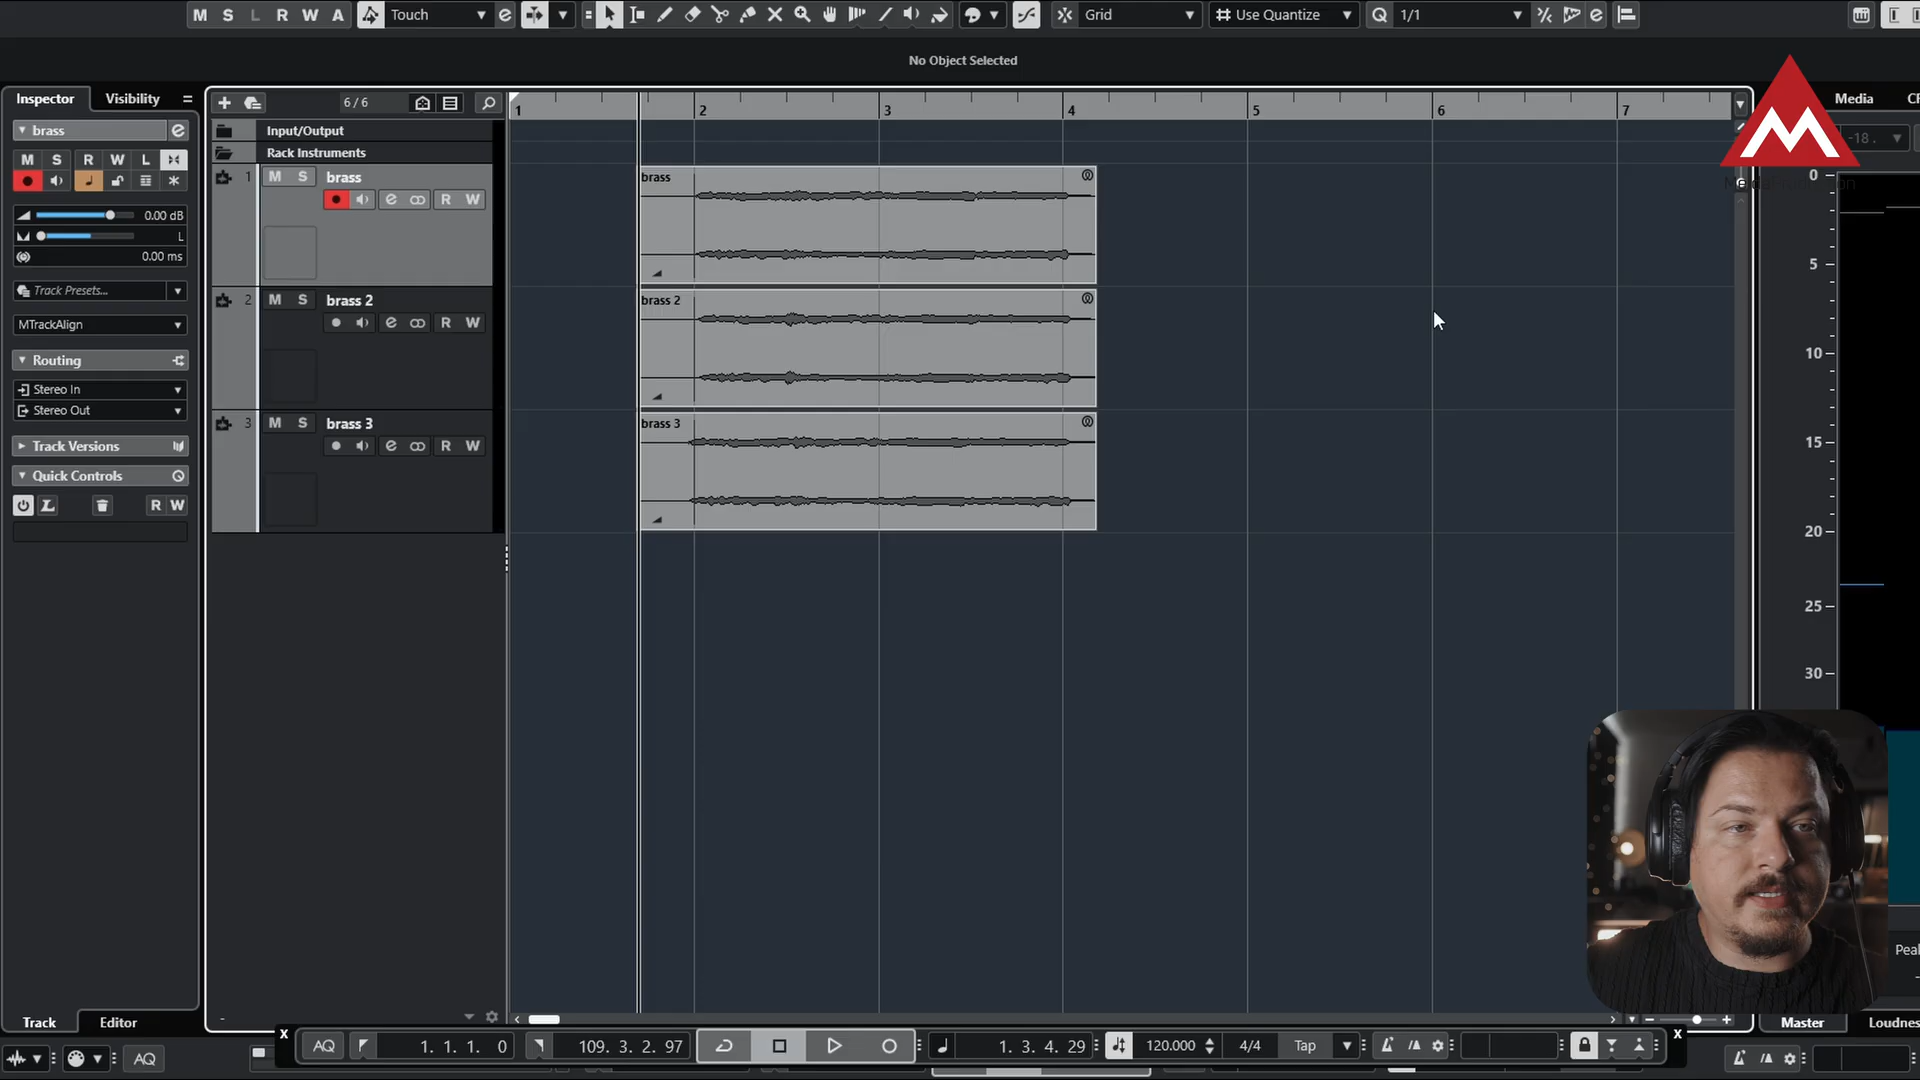 M S L R W A Touch Grid Use Quantize Q 1/1
No Object Selected
Inspector Visibility
6/6
1 2 3 4 5 6 7
Media
brass
M S R W L
0.00 dB
L
0.00 ms
Track Presets...
MTrackAlign
Routing
Stereo In
Stereo Out
Track Versions
Quick Controls
R W
Input/Output
Rack Instruments
1 M S brass
R W
2 M S brass 2
R W
3 M S brass 3
R W
brass
brass 2
brass 3
-18.
0
5
10
15
20
25
30
Peal
Track Editor
Master Loudnes
AQ 1. 1. 1. 0 109. 3. 2. 97 1. 3. 4. 29 120.000 4/4 Tap
AQ